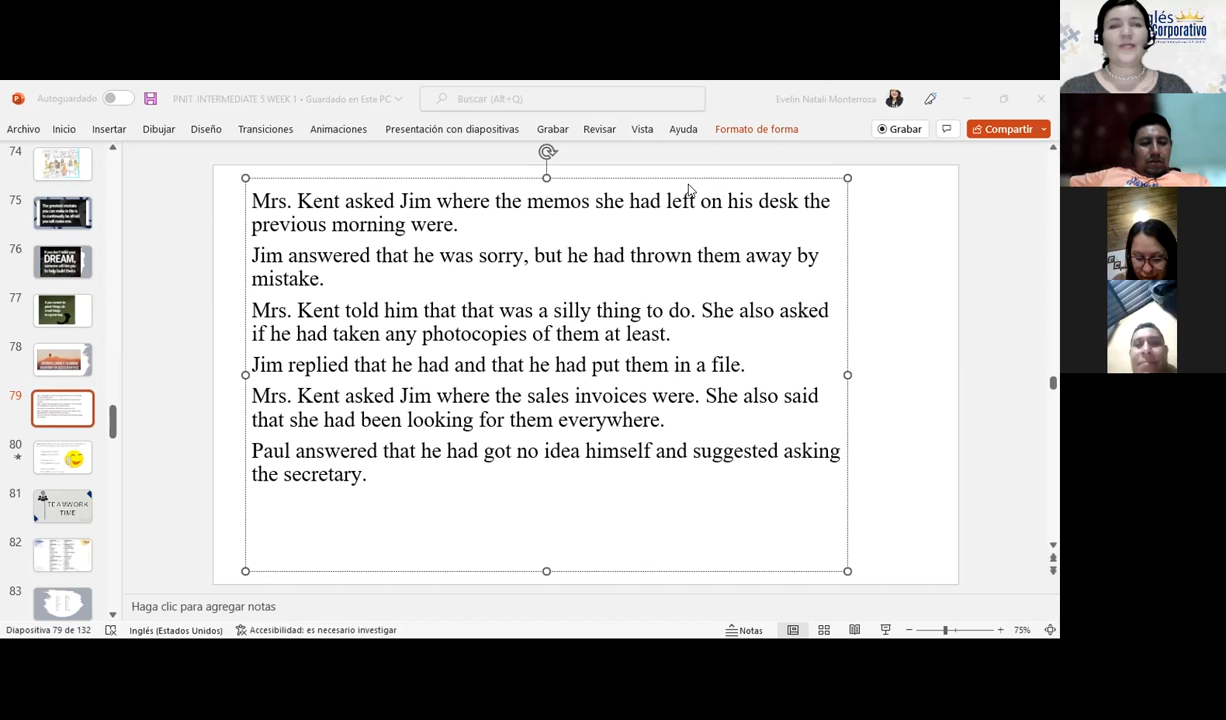 glés
Corporativo
Autoguardado
PNIT INTERMEDIATE 5 WEEK 1 • Guardado en Este PC
Buscar (Alt+Q)
Evelin Natali Monterroza
Archivo Inicio Insertar Dibujar Diseño Transiciones Animaciones Presentación con diapositivas Grabar Revisar Vista Ayuda Formato de forma Grabar Compartir
74
75
76
DREAM,
77
78
79
80
81
TEAMWORK
TIME
82
83
Mrs. Kent asked Jim where the memos she had left on his desk the
previous morning were.
Jim answered that he was sorry, but he had thrown them away by
mistake.
Mrs. Kent told him that that was a silly thing to do. She also asked
if he had taken any photocopies of them at least.
Jim replied that he had and that he had put them in a file.
Mrs. Kent asked Jim where the sales invoices were. She also said
that she had been looking for them everywhere.
Paul answered that he had got no idea himself and suggested asking
the secretary.
Haga clic para agregar notas
Diapositiva 79 de 132 Inglés (Estados Unidos) Accesibilidad: es necesario investigar Notas 75%